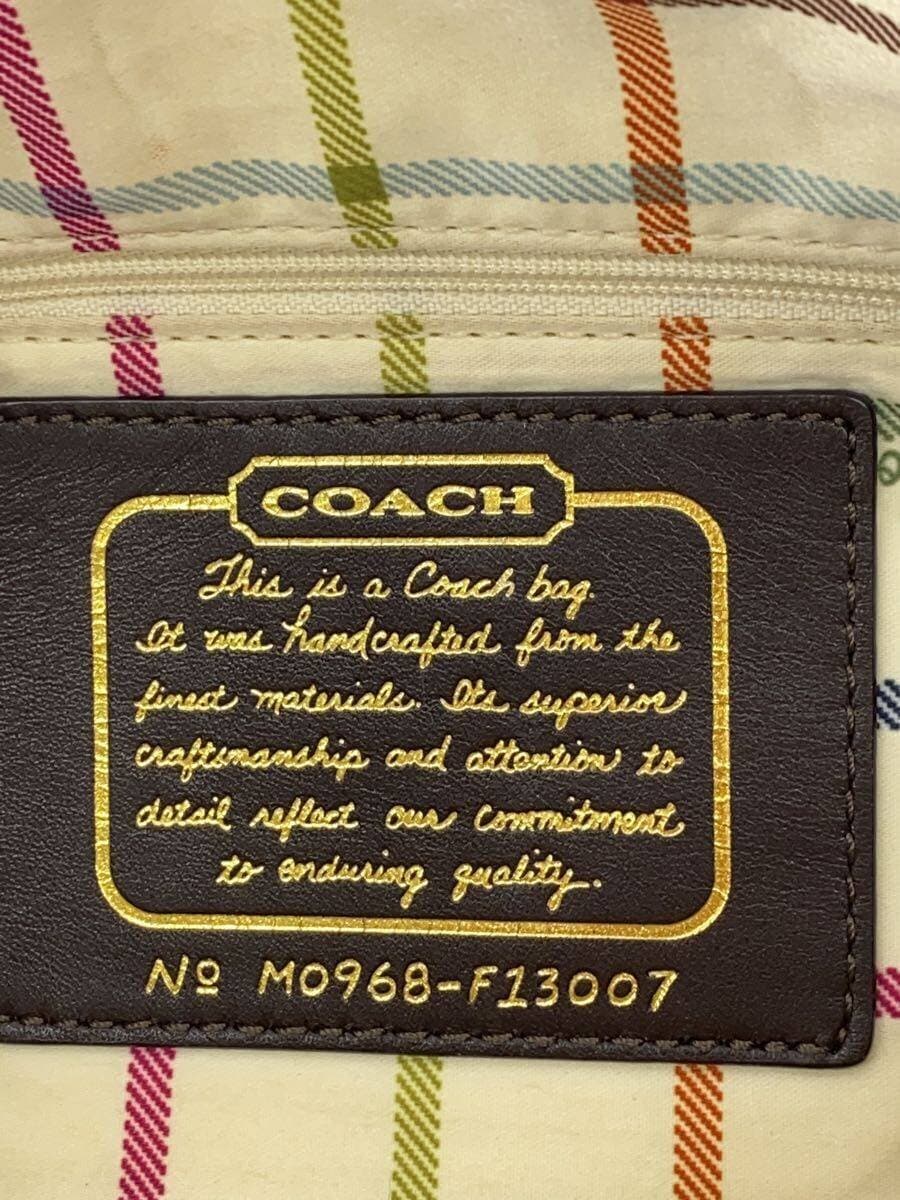 COACH
This is a Coach bag.
It was handcrafted from the
finest materials. Its superior
craftsmanship and attention to
detail reflect our commitment
to enduring quality.
Nº M0968-F13007